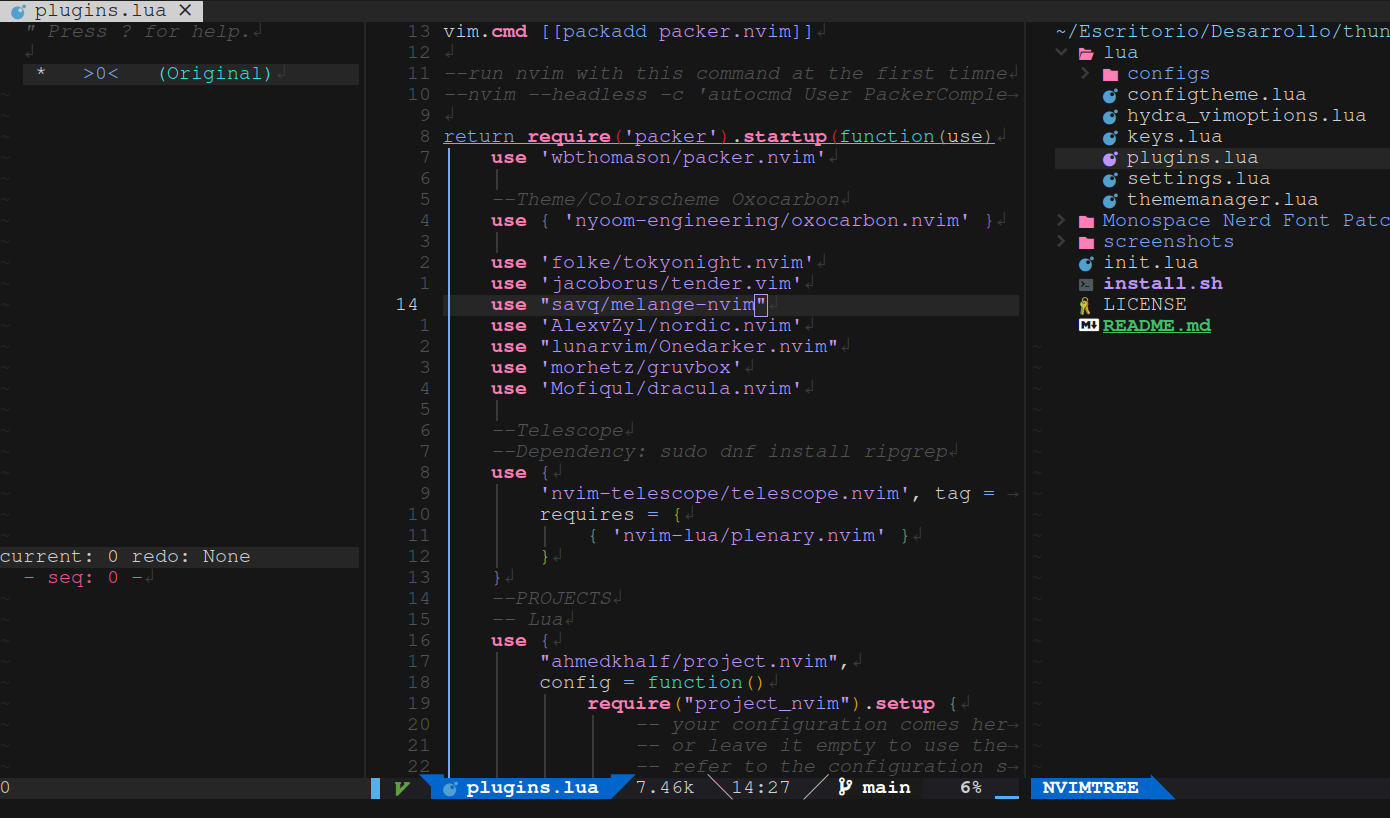 plugins.lua ✕
" Press ? for help.
* >0< (Original)
current: 0 redo: None
- seq: 0 -
0
13 vim.cmd [[packadd packer.nvim]]
12
11 --run nvim with this command at the first timne
10 --nvim --headless -c 'autocmd User PackerComple→
9
8 return require('packer').startup(function(use)
7 use 'wbthomason/packer.nvim'
6
5 --Theme/Colorscheme Oxocarbon
4 use { 'nyoom-engineering/oxocarbon.nvim' }
3
2 use 'folke/tokyonight.nvim'
1 use 'jacoborus/tender.vim'
14 use "savq/melange-nvim"
1 use 'AlexvZyl/nordic.nvim'
2 use "lunarvim/Onedarker.nvim"
3 use 'morhetz/gruvbox'
4 use 'Mofiqul/dracula.nvim'
5
6 --Telescope
7 --Dependency: sudo dnf install ripgrep
8 use {
9 'nvim-telescope/telescope.nvim', tag = →
10 requires = {
11 { 'nvim-lua/plenary.nvim' }
12 }
13 }
14 --PROJECTS
15 -- Lua
16 use {
17 "ahmedkhalf/project.nvim",
18 config = function()
19 require("project_nvim").setup {
20 -- your configuration comes her→
21 -- or leave it empty to use the→
22 -- refer to the configuration s→
plugins.lua 7.46k 14:27 main 6%
~/Escritorio/Desarrollo/thun
lua
configs
configtheme.lua
hydra_vimoptions.lua
keys.lua
plugins.lua
settings.lua
thememanager.lua
Monospace Nerd Font Patc
screenshots
init.lua
install.sh
LICENSE
README.md
NVIMTREE